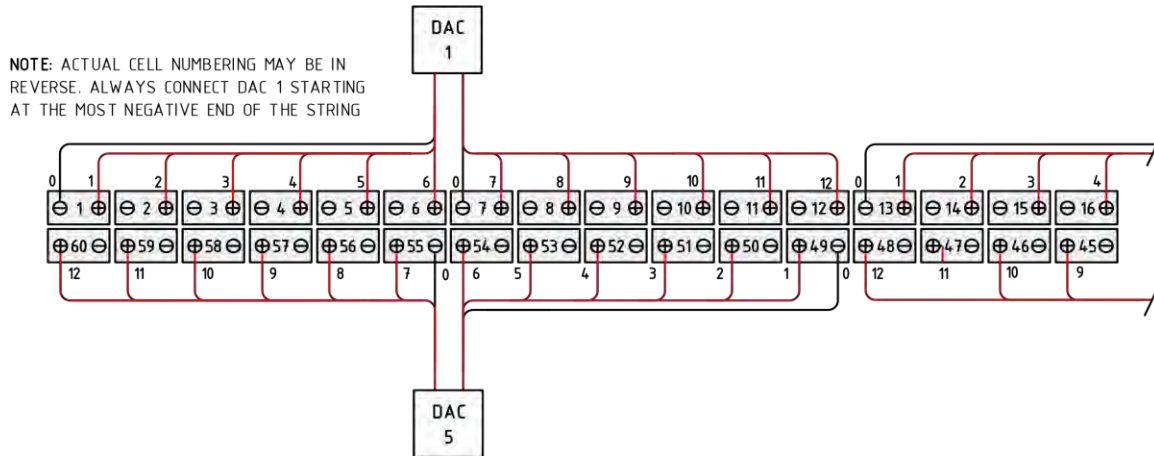 DAC
1
NOTE: ACTUAL CELL NUMBERING MAY BE IN
REVERSE. ALWAYS CONNECT DAC 1 STARTING
AT THE MOST NEGATIVE END OF THE STRING
0 1 2 3 4 5 6 0 7 8 9 10 11 12 0 1 2 3 4
⊖ 1 ⊕ ⊖ 2 ⊕ ⊖ 3 ⊕ ⊖ 4 ⊕ ⊖ 5 ⊕ ⊖ 6 ⊕ ⊖ 7 ⊕ ⊖ 8 ⊕ ⊖ 9 ⊕ ⊖ 10 ⊕ ⊖ 11 ⊕ ⊖ 12 ⊕ ⊖ 13 ⊕ ⊖ 14 ⊕ ⊖ 15 ⊕ ⊖ 16 ⊕
⊕ 60 ⊖ ⊕ 59 ⊖ ⊕ 58 ⊖ ⊕ 57 ⊖ ⊕ 56 ⊖ ⊕ 55 ⊖ ⊕ 54 ⊖ ⊕ 53 ⊖ ⊕ 52 ⊖ ⊕ 51 ⊖ ⊕ 50 ⊖ ⊕ 49 ⊖ ⊕ 48 ⊖ ⊕ 47 ⊖ ⊕ 46 ⊖ ⊕ 45 ⊖
12 11 10 9 8 7 0 6 5 4 3 2 1 0 12 11 10 9
DAC
5